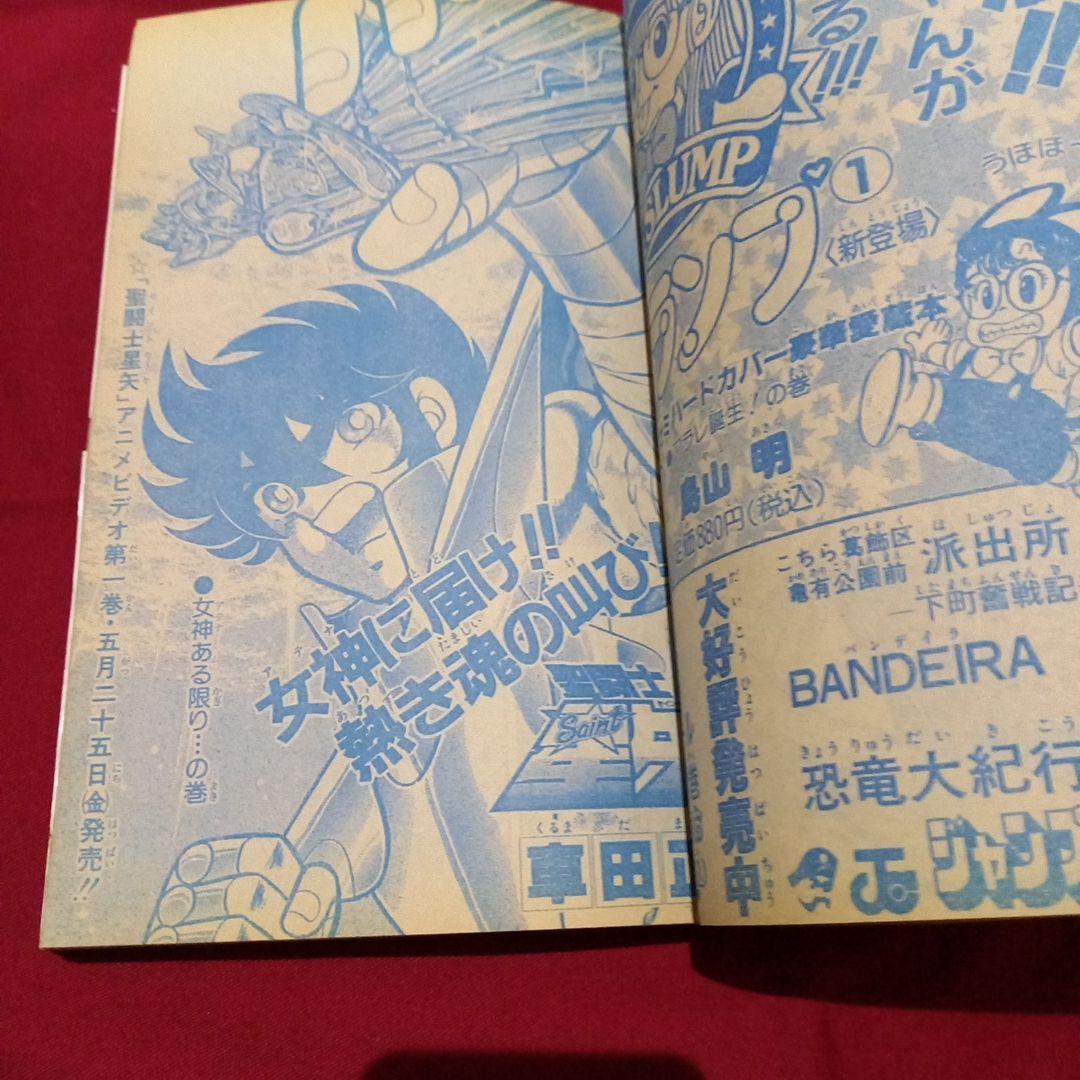 ☆「聖闘士星矢」アニメビデオ第一巻・五月二十五日㈮発売!!
●女神ある限り…の巻
女神に届け!!
熱き魂の叫び
Saint
車田正
んが
る!!!
!!
SLUMP
ンプ♥①
うほほー
〈新登場〉
ハードカバー豪華愛蔵本
ラレ誕生!の巻
鳥山明
定価880円(税込)
大好評発売中
こちら葛飾区
亀有公園前
派出所
下町奮戦記
BANDEIRA
恐竜大紀行
ジャンプ